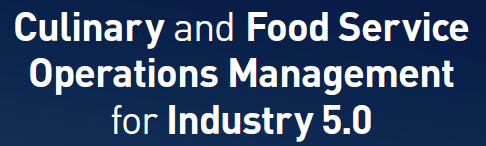 Culinary and Food Service
Operations Management
for Industry 5.0